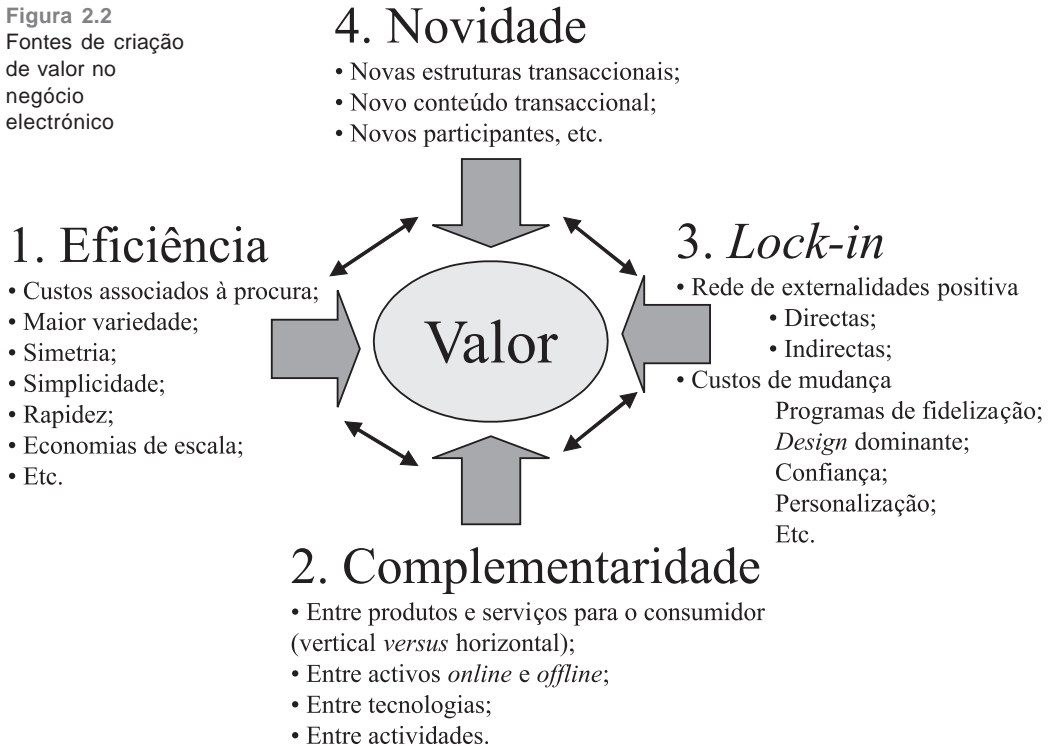 Figura 2.2
Fontes de criação
de valor no
negócio
electrónico
4. Novidade
• Novas estruturas transaccionais;
• Novo conteúdo transaccional;
• Novos participantes, etc.
1. Eficiência
• Custos associados à procura;
• Maior variedade;
• Simetria;
• Simplicidade;
• Rapidez;
• Economias de escala;
• Etc.
Valor
3. Lock-in
• Rede de externalidades positiva
• Directas;
• Indirectas;
• Custos de mudança
Programas de fidelização;
Design dominante;
Confiança;
Personalização;
Etc.
2. Complementaridade
• Entre produtos e serviços para o consumidor
(vertical versus horizontal);
• Entre activos online e offline;
• Entre tecnologias;
• Entre actividades.